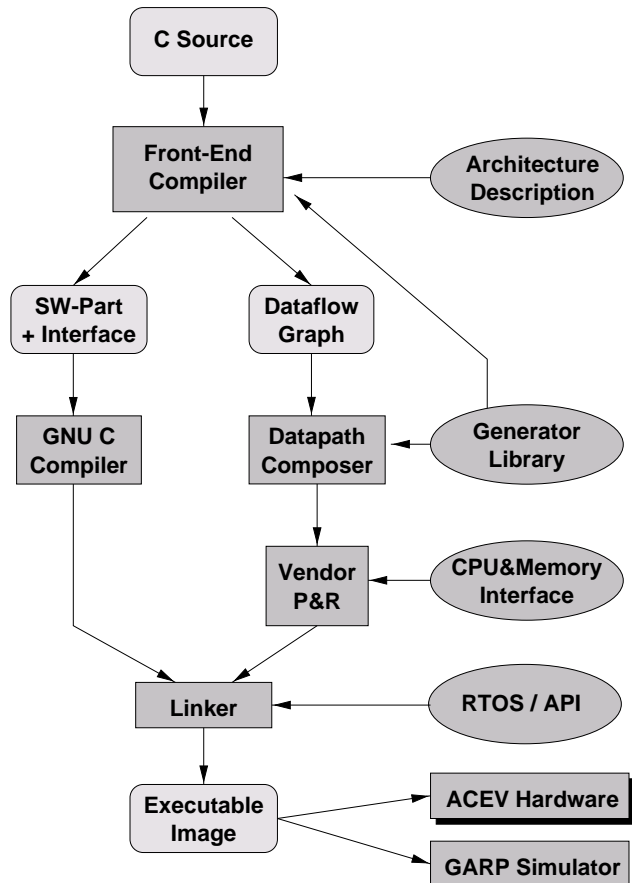 C Source
Front-End
Compiler
Architecture
Description
SW-Part
+ Interface
Dataflow
Graph
GNU C
Compiler
Datapath
Composer
Generator
Library
Vendor
P&R
CPU&Memory
Interface
Linker
RTOS / API
Executable
Image
ACEV Hardware
GARP Simulator